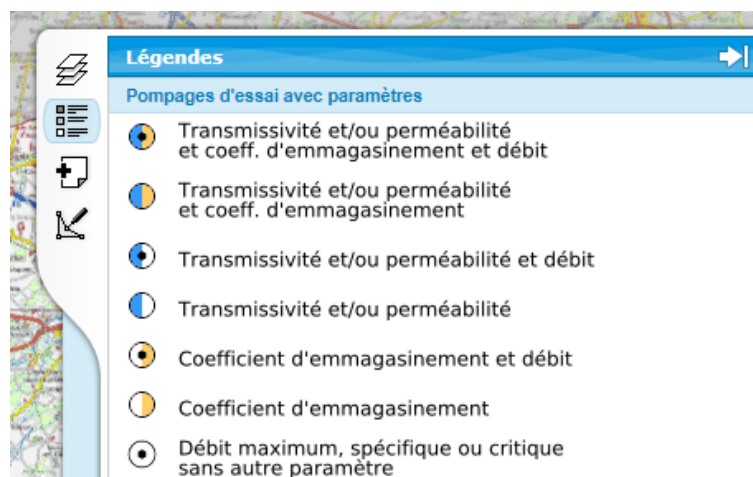 Légendes
Pompages d'essai avec paramètres
Transmissivité et/ou perméabilité
et coeff. d'emmagasinement et débit
Transmissivité et/ou perméabilité
et coeff. d'emmagasinement
Transmissivité et/ou perméabilité et débit
Transmissivité et/ou perméabilité
Coefficient d'emmagasinement et débit
Coefficient d'emmagasinement
Débit maximum, spécifique ou critique
sans autre paramètre